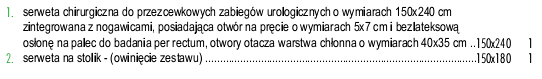 1. serweta chirurgiczna do przezcewkowych zabiegów urologicznych o wymiarach 150x240 cm
zintegrowana z nogawicami, posiadająca otwór na pręcie o wymiarach 5x7 cm i bezlateksową
osłonę na palec do badania per rectum, otwory otacza warstwa chłonna o wymiarach 40x35 cm ..150x240 1
2. serweta na stolik - (owinięcie zestawu) ..........................................................................................150x180 1